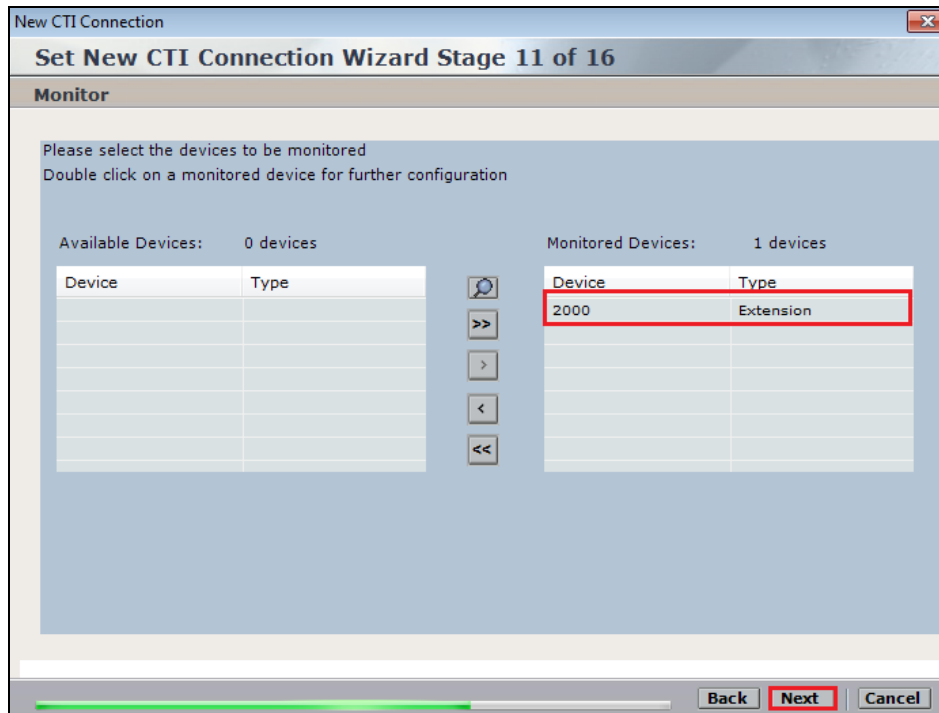 New CTI Connection
Set New CTI Connection Wizard Stage 11 of 16
Monitor
Please select the devices to be monitored
Double click on a monitored device for further configuration
Available Devices: 0 devices
Monitored Devices: 1 devices
Device Type
Device Type
2000 Extension
>>
>
<
<<
Back Next Cancel